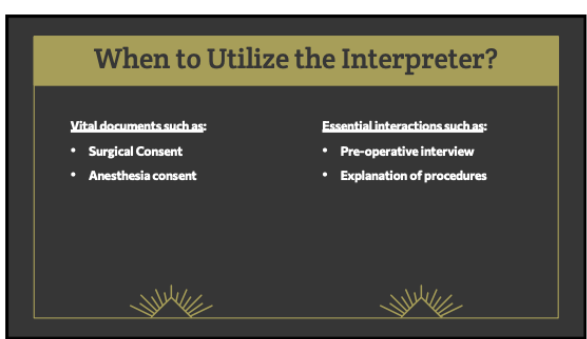 When to Utilize the Interpreter?
Vital documents such as:
• Surgical Consent
• Anesthesia consent
Essential interactions such as:
• Pre-operative interview
• Explanation of procedures